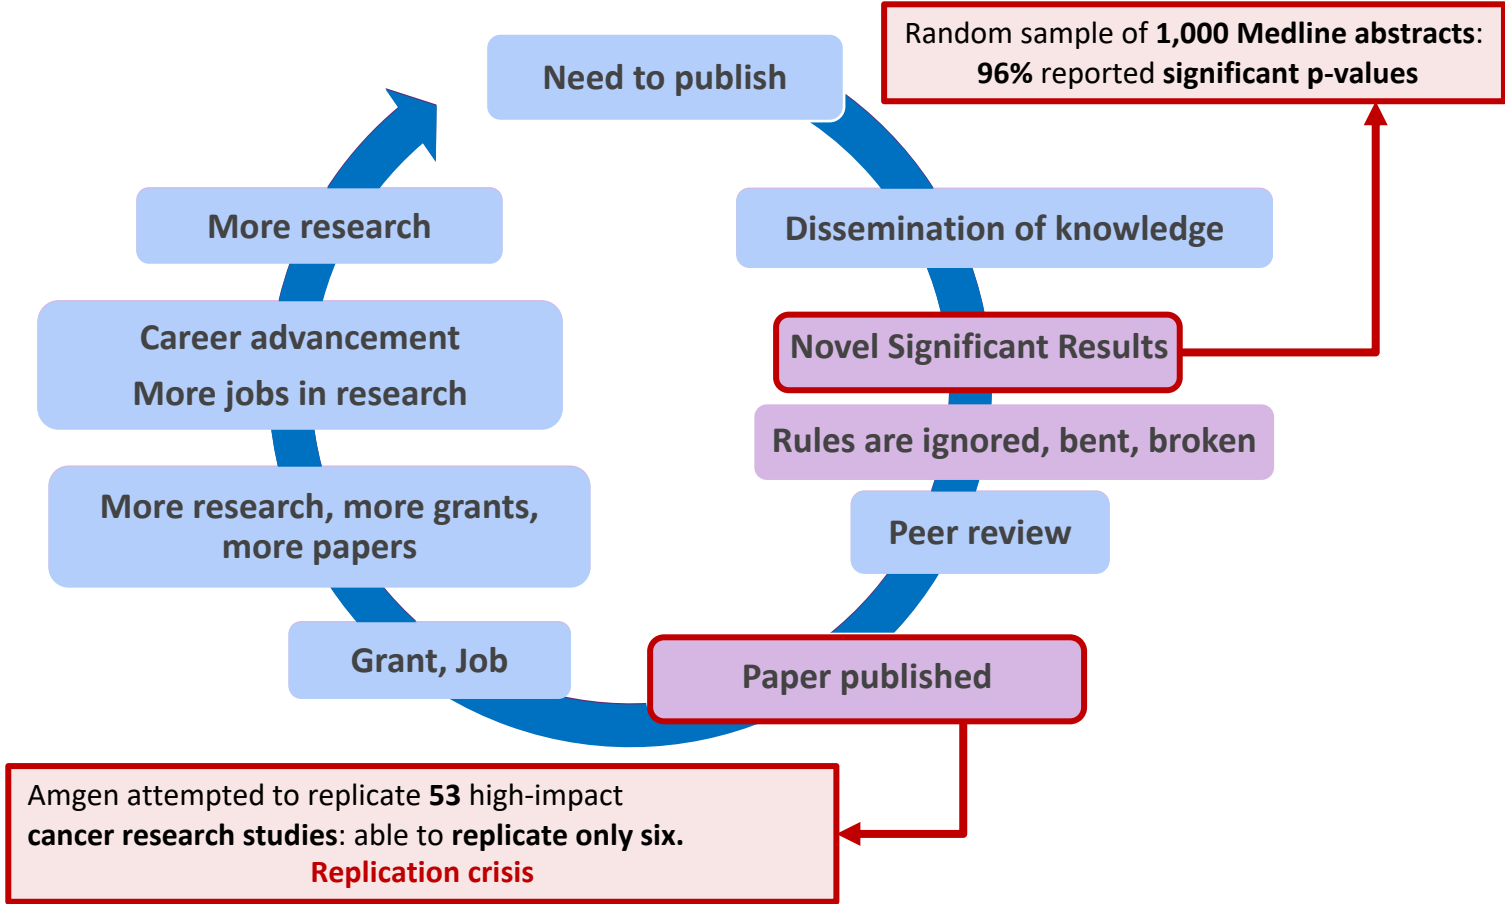 Random sample of 1,000 Medline abstracts:
96% reported significant p-values
Need to publish
Dissemination of knowledge
Novel Significant Results
Rules are ignored, bent, broken
Peer review
Paper published
Amgen attempted to replicate 53 high-impact
cancer research studies: able to replicate only six.
Replication crisis
Grant, Job
More research, more grants,
more papers
Career advancement
More jobs in research
More research